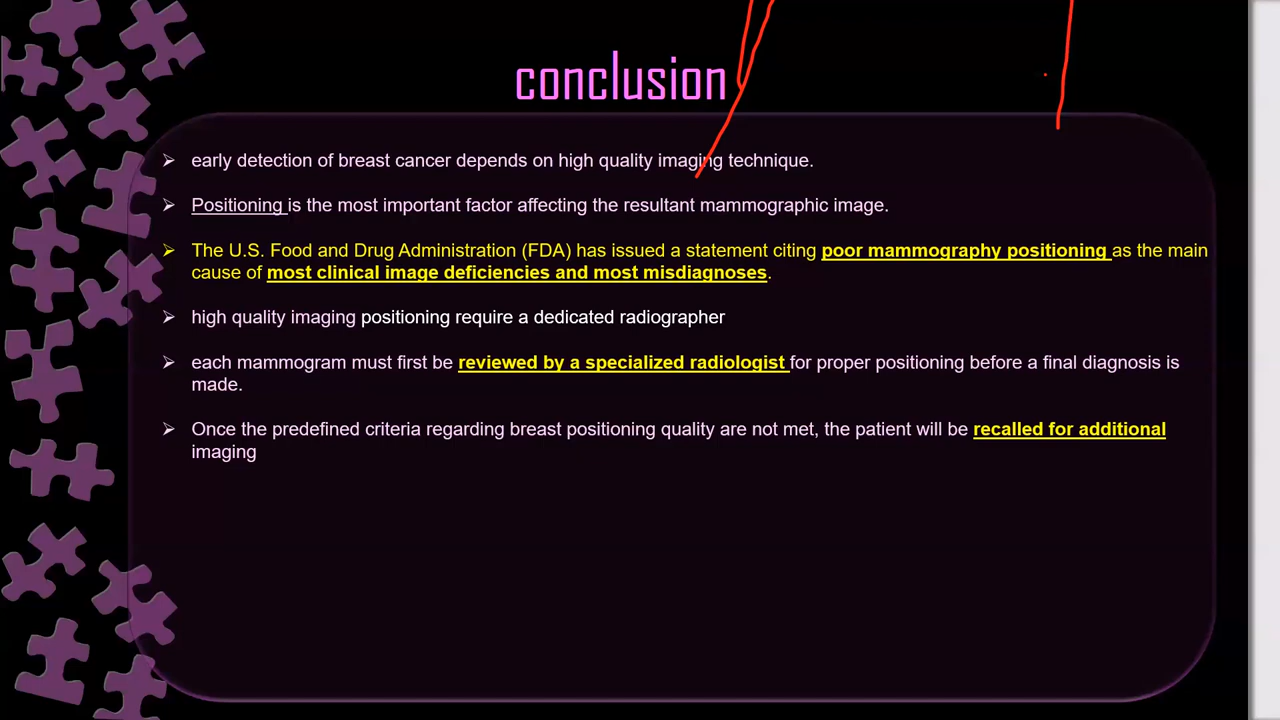 conclusion
early detection of breast cancer depends on high quality imaging technique.
Positioning is the most important factor affecting the resultant mammographic image.
The U.S. Food and Drug Administration (FDA) has issued a statement citing poor mammography positioning as the main
cause of most clinical image deficiencies and most misdiagnoses.
high quality imaging positioning require a dedicated radiographer
each mammogram must first be reviewed by a specialized radiologist for proper positioning before a final diagnosis is
made.
Once the predefined criteria regarding breast positioning quality are not met, the patient will be recalled for additional
imaging